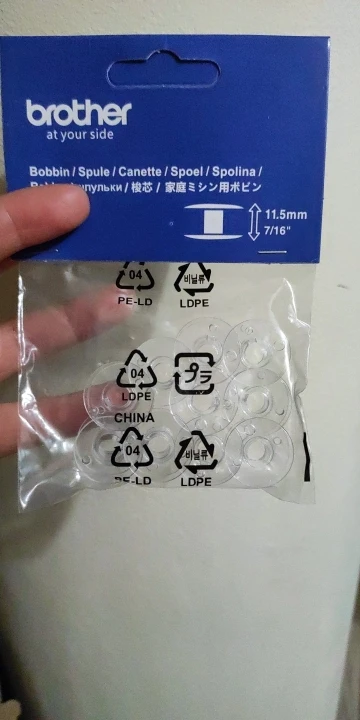 brother
at your side
Bobbin / Spule / Canette / Spoel / Spolina /
/ 梭芯 / 家庭ミシン用ボビン
11.5mm
7/16"
04 비닐류
PE-LD LDPE
04 プラ
LDPE
CHINA
04 비닐류
PE-LD LDPE